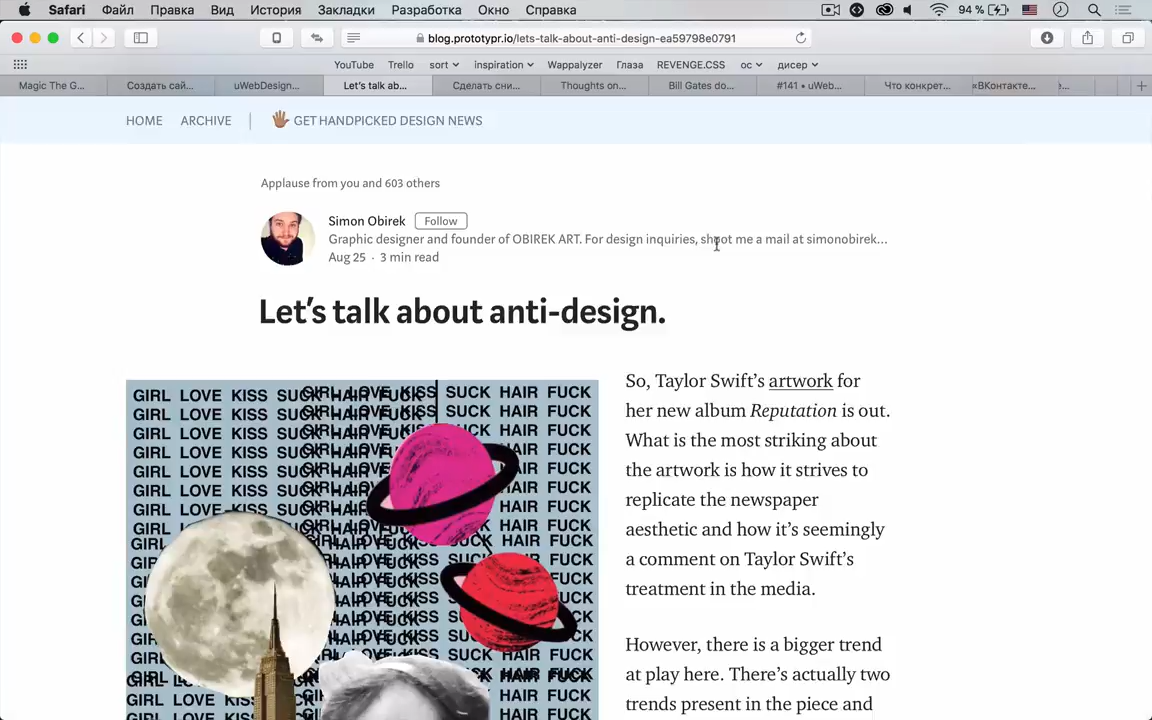 Safari Файл Правка Вид История Закладки Разработка Окно Справка 94 %
blog.prototypr.io/lets-talk-about-anti-design-ea59798e0791
YouTube Trello sort inspiration Wappalyzer Глаза REVENGE.CSS ос дисер
Magic The G... Создать сай... uWebDesign... Let's talk ab... Сделать сни... Thoughts on... Bill Gates do... #141 • uWeb... Что конкрет... «ВКонтакте...
HOME ARCHIVE GET HANDPICKED DESIGN NEWS
Applause from you and 603 others
Simon Obirek Follow
Graphic designer and founder of OBIREK ART. For design inquiries, shoot me a mail at simonobirek...
Aug 25 · 3 min read
Let's talk about anti-design.
GIRL LOVE KISS SUCK HAIR FUCK
So, Taylor Swift's artwork for
her new album Reputation is out.
What is the most striking about
the artwork is how it strives to
replicate the newspaper
aesthetic and how it's seemingly
a comment on Taylor Swift's
treatment in the media.
However, there is a bigger trend
at play here. There's actually two
trends present in the piece and